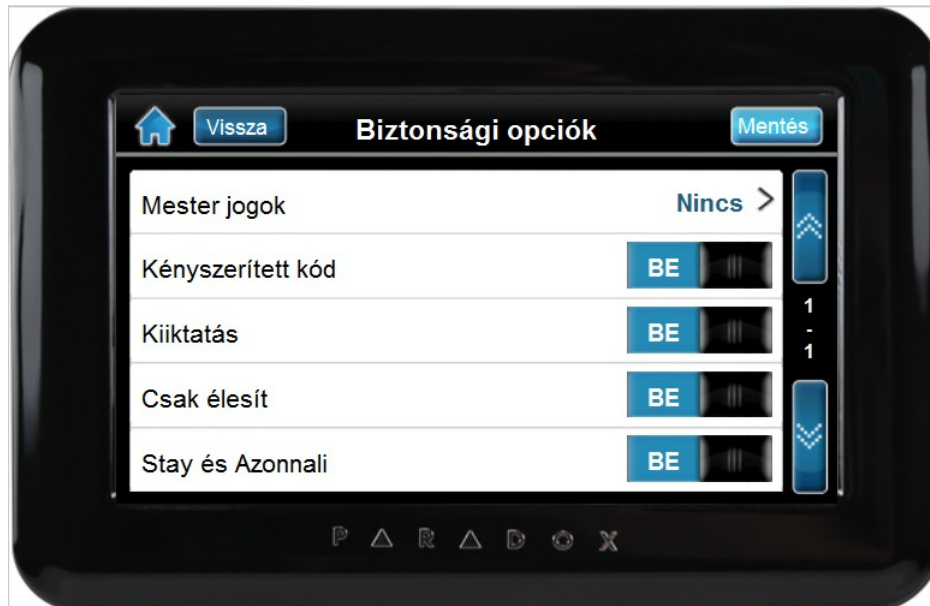 Vissza
Biztonsági opciók
Mentés
Mester jogok
Nincs >
Kényszerített kód
BE
Kiiktatás
BE
Csak élesít
BE
Stay és Azonnali
BE
1
-
1
PARADOX